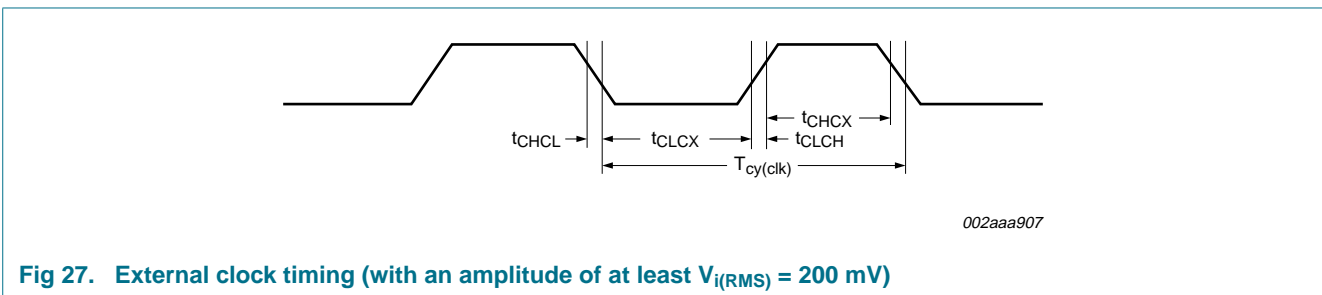 tCHCX
tCHCL
tCLCX
tCLCH
Tcy(clk)
002aaa907
Fig 27. External clock timing (with an amplitude of at least Vi(RMS) = 200 mV)